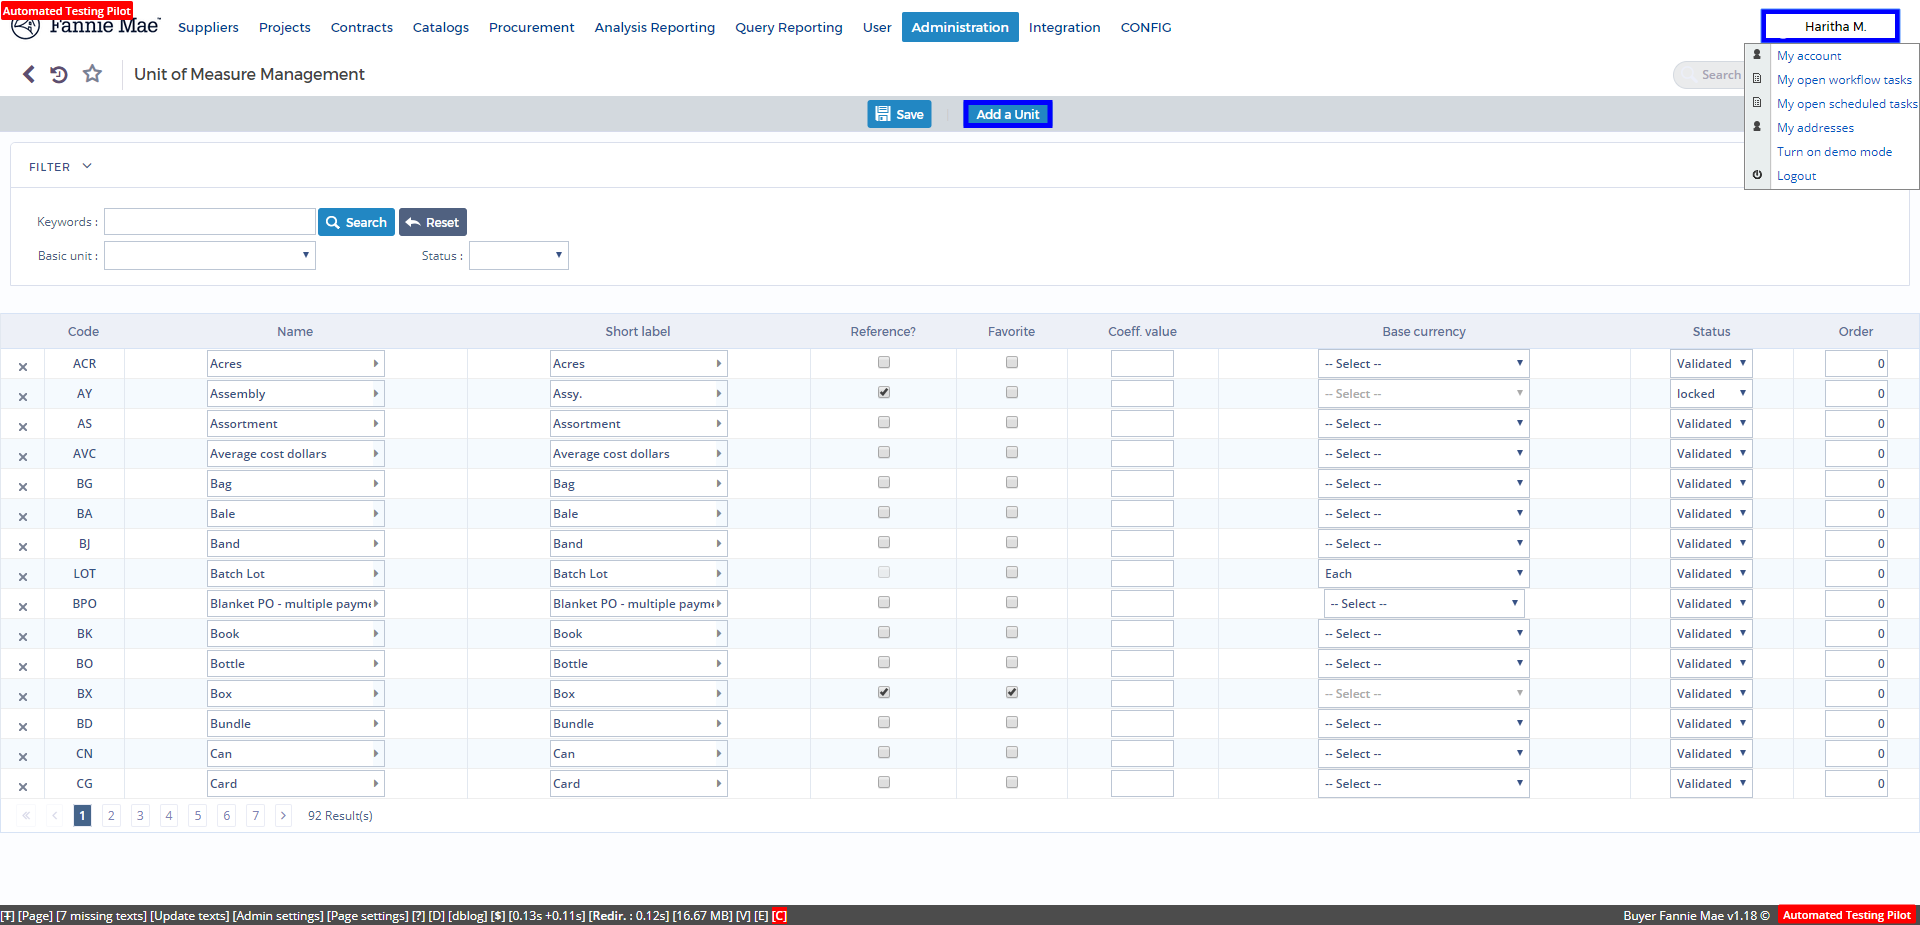 Automated Testing Pilot
Fannie Mae
Suppliers Projects Contracts Catalogs Procurement Analysis Reporting Query Reporting User Administration Integration CONFIG
Haritha M.
My account
My open workflow tasks
My open scheduled tasks
My addresses
Turn on demo mode
Logout
Unit of Measure Management
Search
Save Add a Unit
FILTER
Keywords : Search Reset
Basic unit : Status :
Code Name Short label Reference? Favorite Coeff. value Base currency Status Order
ACR Acres Acres -- Select -- Validated 0
AY Assembly Assy. -- Select -- locked 0
AS Assortment Assortment -- Select -- Validated 0
AVC Average cost dollars Average cost dollars -- Select -- Validated 0
BG Bag Bag -- Select -- Validated 0
BA Bale Bale -- Select -- Validated 0
BJ Band Band -- Select -- Validated 0
LOT Batch Lot Batch Lot Each Validated 0
BPO Blanket PO - multiple payme Blanket PO - multiple payme -- Select -- Validated 0
BK Book Book -- Select -- Validated 0
BO Bottle Bottle -- Select -- Validated 0
BX Box Box -- Select -- Validated 0
BD Bundle Bundle -- Select -- Validated 0
CN Can Can -- Select -- Validated 0
CG Card Card -- Select -- Validated 0
« < 1 2 3 4 5 6 7 > 92 Result(s)
[T] [Page] [7 missing texts] [Update texts] [Admin settings] [Page settings] [?] [D] [dblog] [$] [0.13s +0.11s] [Redir. : 0.12s] [16.67 MB] [V] [E] [C]
Buyer Fannie Mae v1.18 © Automated Testing Pilot